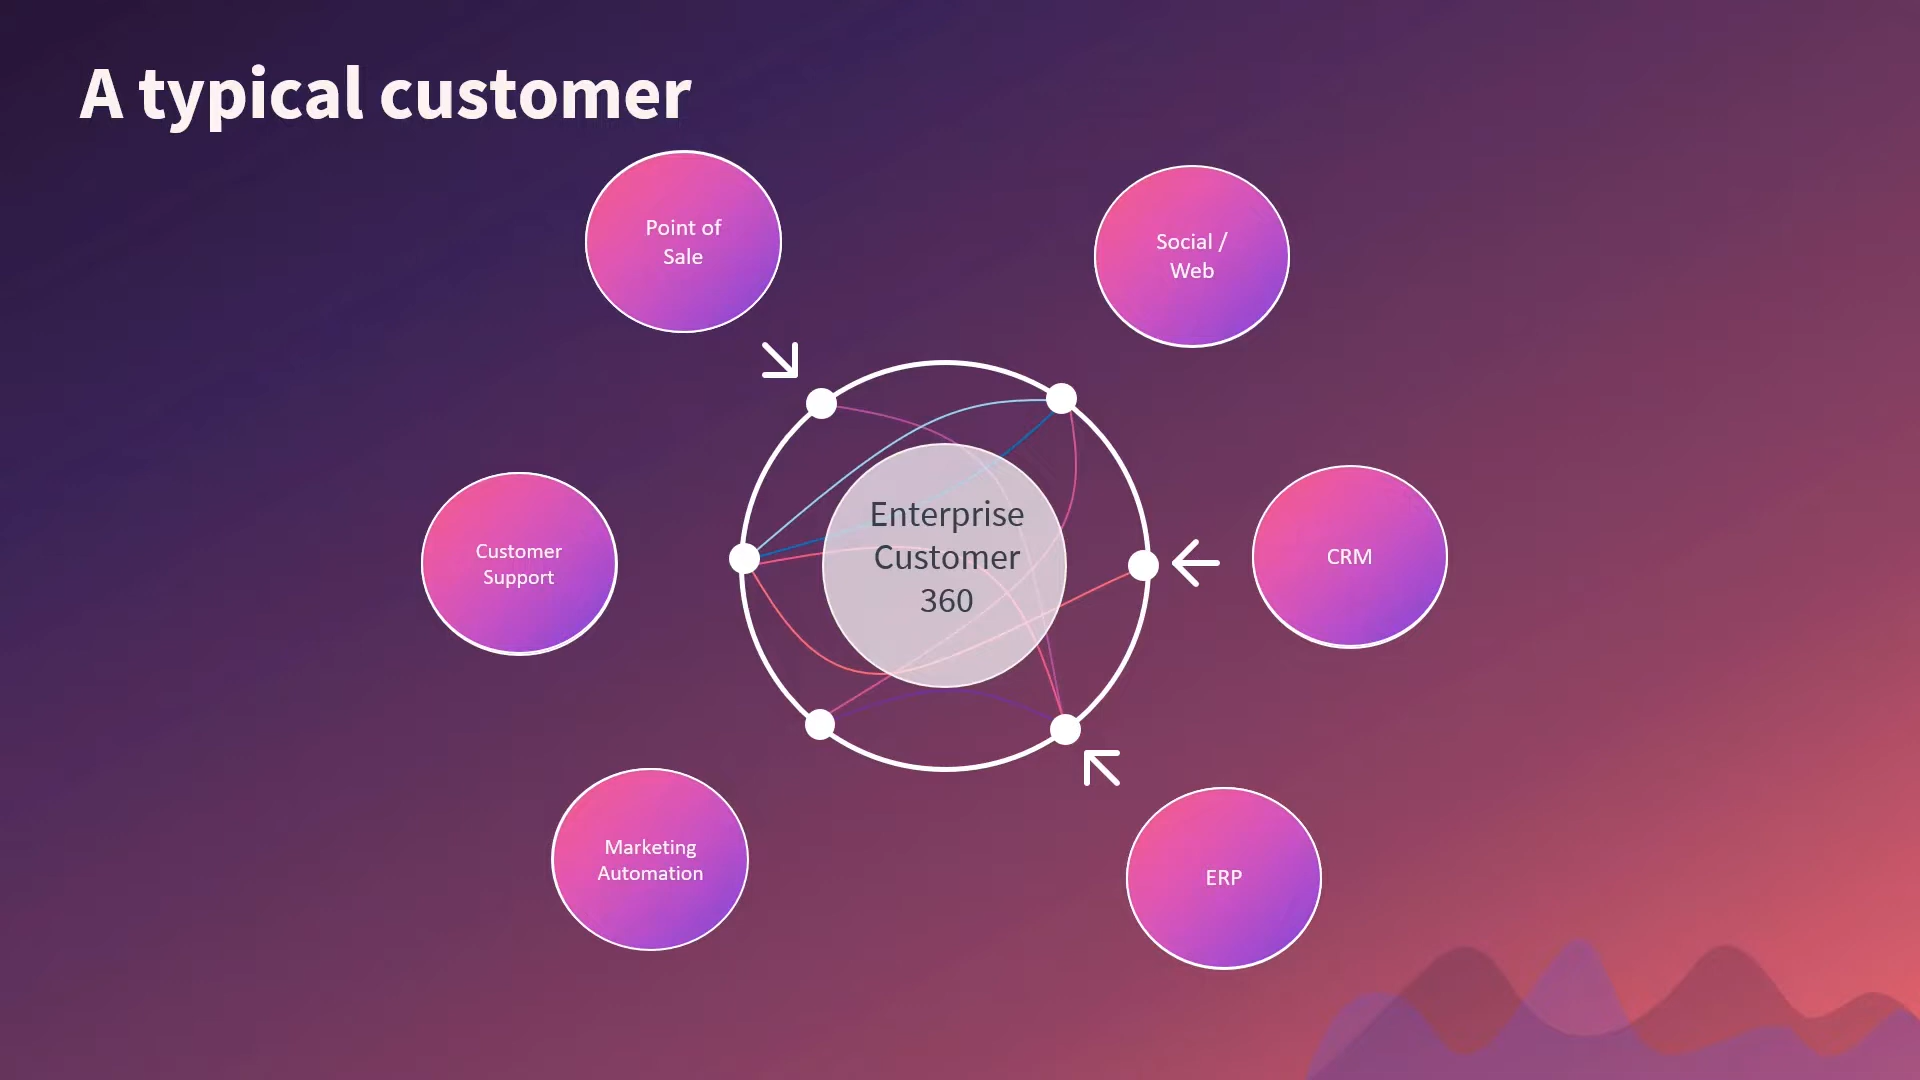 A typical customer
Point of
Sale
Social /
Web
Enterprise
Customer
360
Customer
Support
CRM
Marketing
Automation
ERP